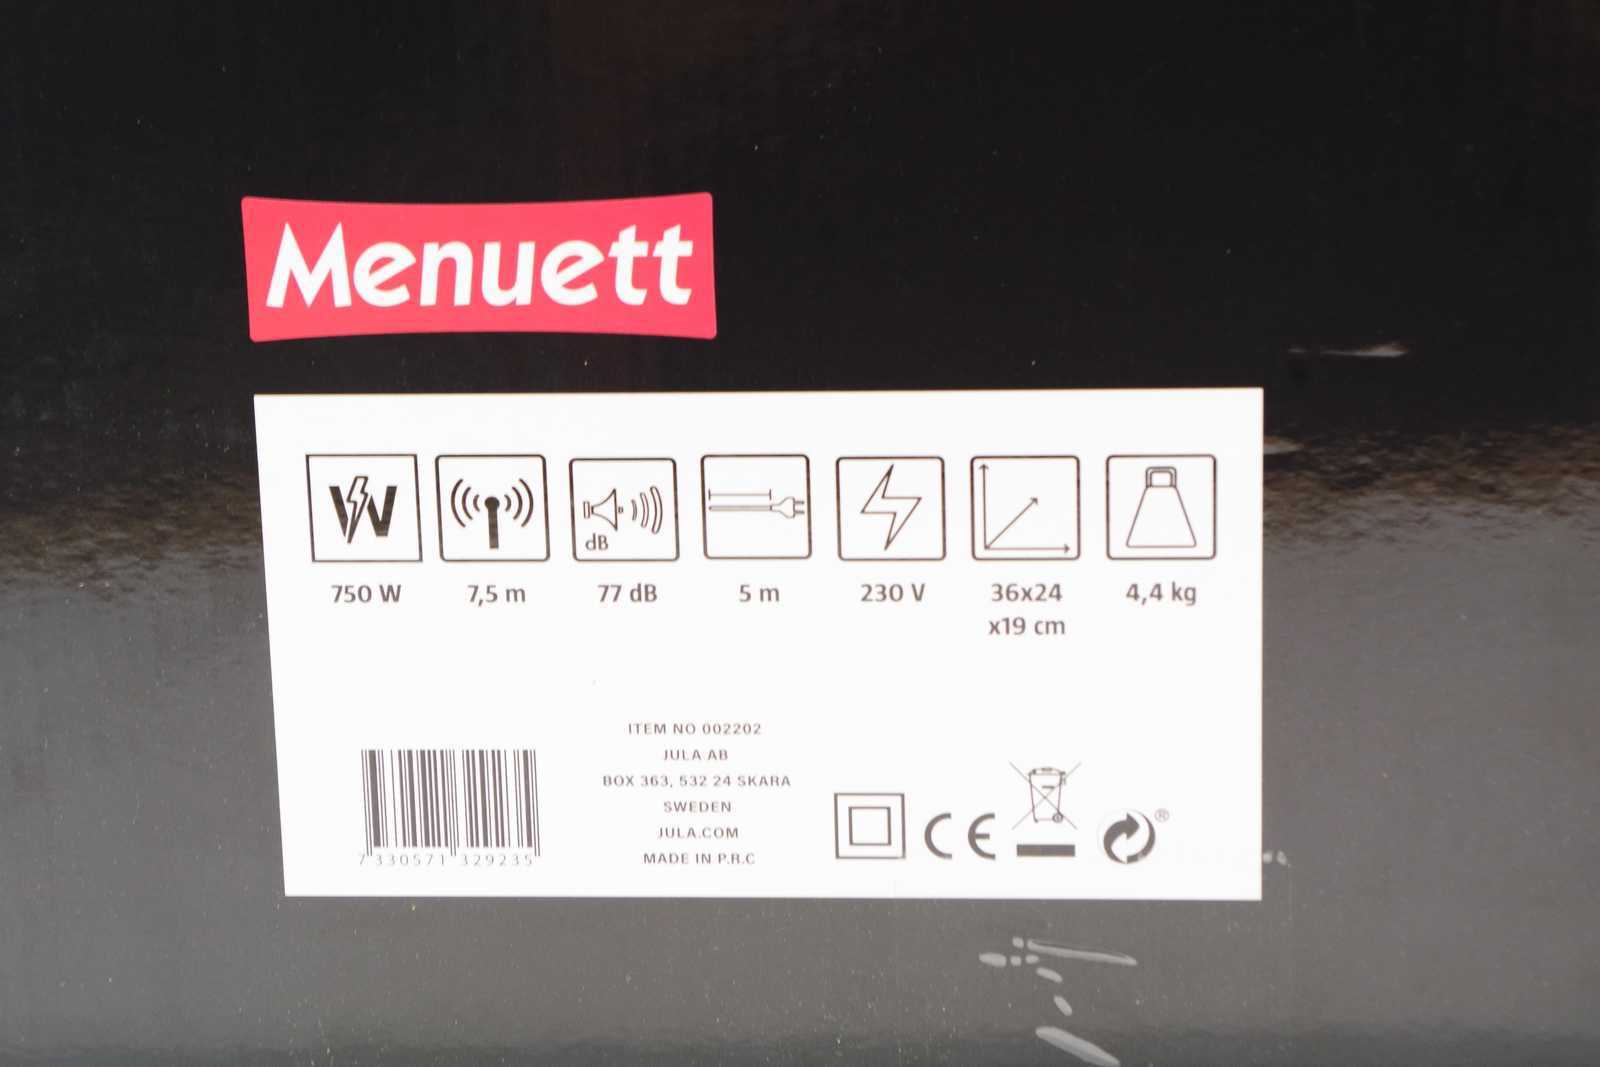 Menuett
W
dB
750 W
7,5 m
77 dB
5 m
230 V
36x24
x19 cm
4,4 kg
ITEM NO 002202
JULA AB
BOX 363, 532 24 SKARA
SWEDEN
JULA.COM
MADE IN P.R.C
7 330571 329235
CE
®